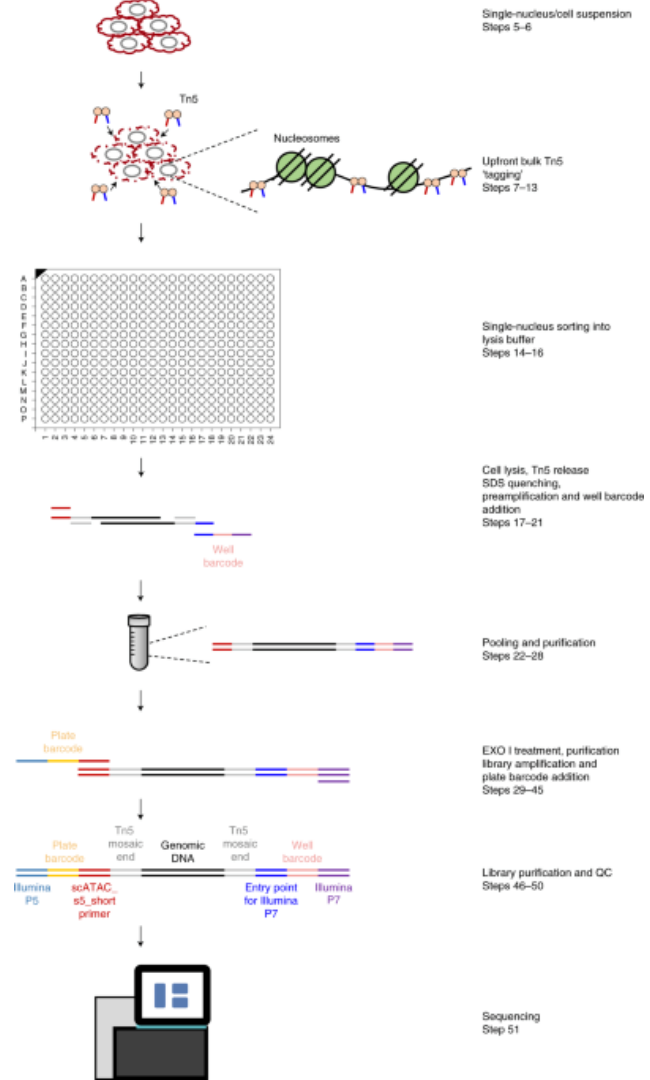 Single-nucleus/cell suspension
Steps 5–6
Tn5
Nucleosomes
Upfront bulk Tn5
'tagging'
Steps 7–13
A
B
C
D
E
F
G
H
I
J
K
L
M
N
O
P
1 2 3 4 5 6 7 8 9 10 11 12 13 14 15 16 17 18 19 20 21 22 23 24
Single-nucleus sorting into
lysis buffer
Steps 14–16
Cell lysis, Tn5 release
SDS quenching,
preamplification and well barcode
addition
Steps 17–21
Well
barcode
Pooling and purification
Steps 22–28
Plate
barcode
EXO I treatment, purification
library amplification and
plate barcode addition
Steps 29–45
Plate
barcode
Tn5
mosaic
end
Genomic
DNA
Tn5
mosaic
end
Well
barcode
Illumina
P5
scATAC_
s5_short
primer
Entry point
for Illumina
P7
Illumina
P7
Library purification and QC
Steps 46–50
Sequencing
Step 51